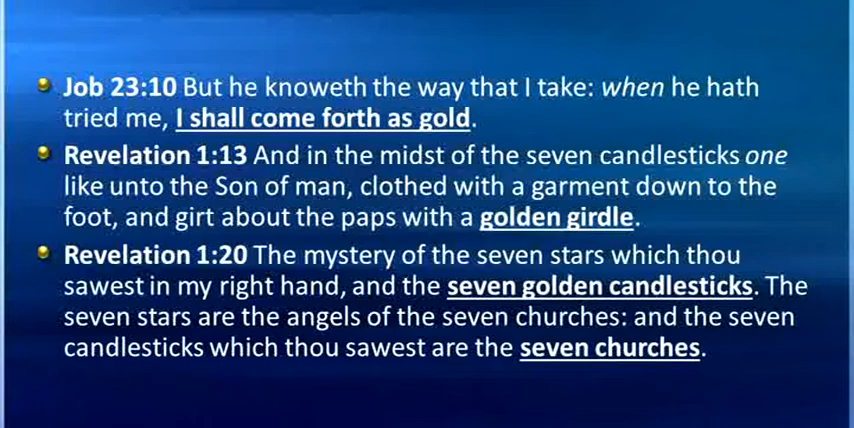 Job 23:10 But he knoweth the way that I take: when he hath
tried me, I shall come forth as gold.
Revelation 1:13 And in the midst of the seven candlesticks one
like unto the Son of man, clothed with a garment down to the
foot, and girt about the paps with a golden girdle.
Revelation 1:20 The mystery of the seven stars which thou
sawest in my right hand, and the seven golden candlesticks. The
seven stars are the angels of the seven churches: and the seven
candlesticks which thou sawest are the seven churches.